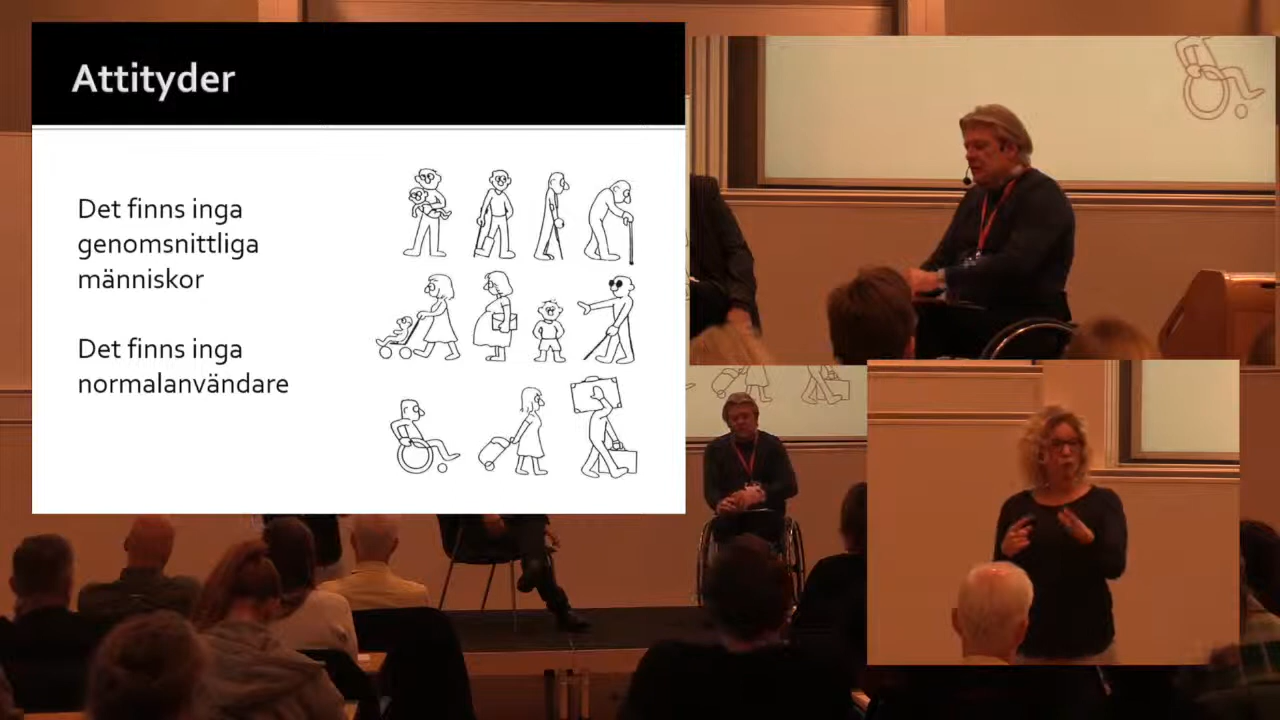 Attityder
Det finns inga
genomsnittliga
människor
Det finns inga
normalanvändare